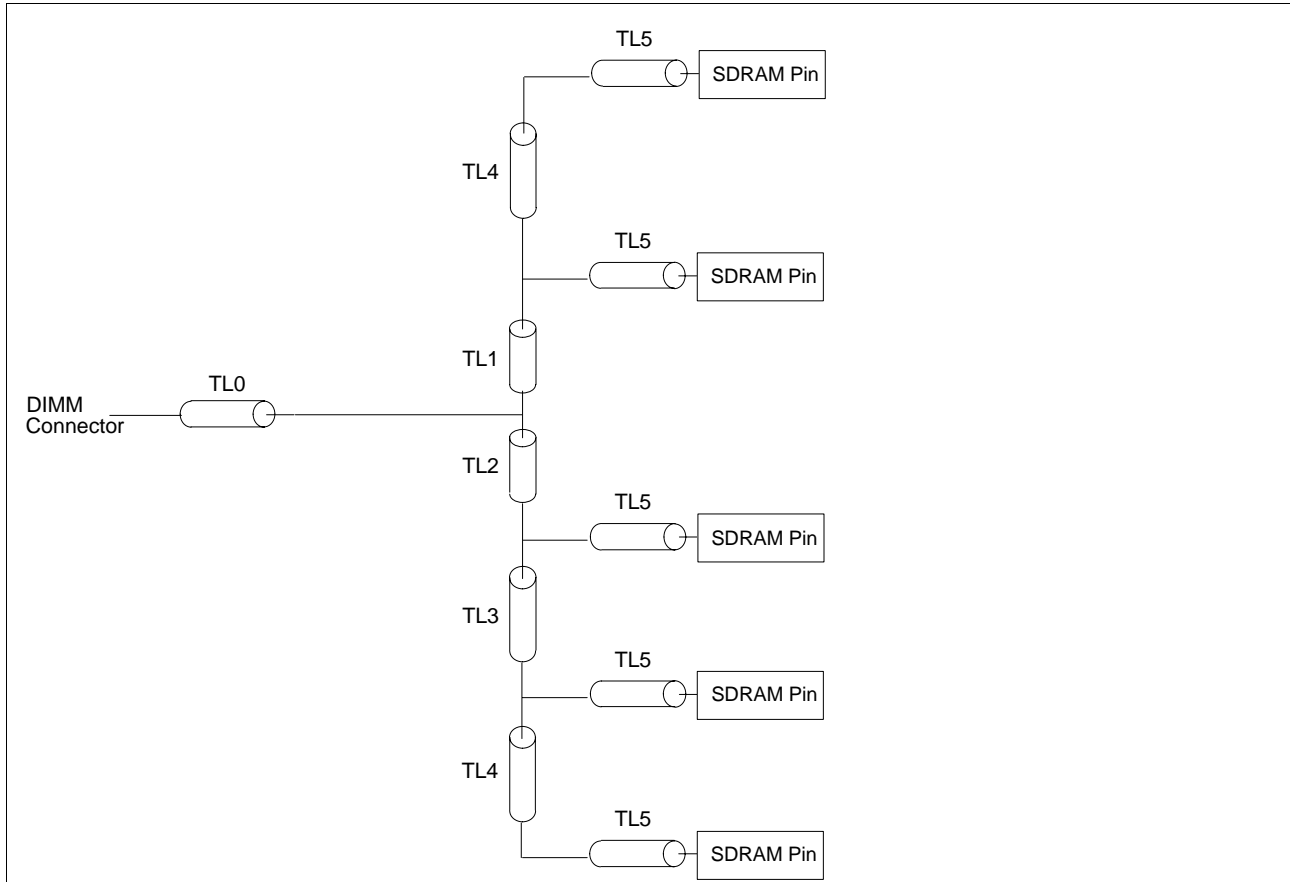 TL5
SDRAM Pin
TL4
TL5
SDRAM Pin
TL1
TL0
DIMM
Connector
TL2
TL5
SDRAM Pin
TL3
TL5
SDRAM Pin
TL4
TL5
SDRAM Pin